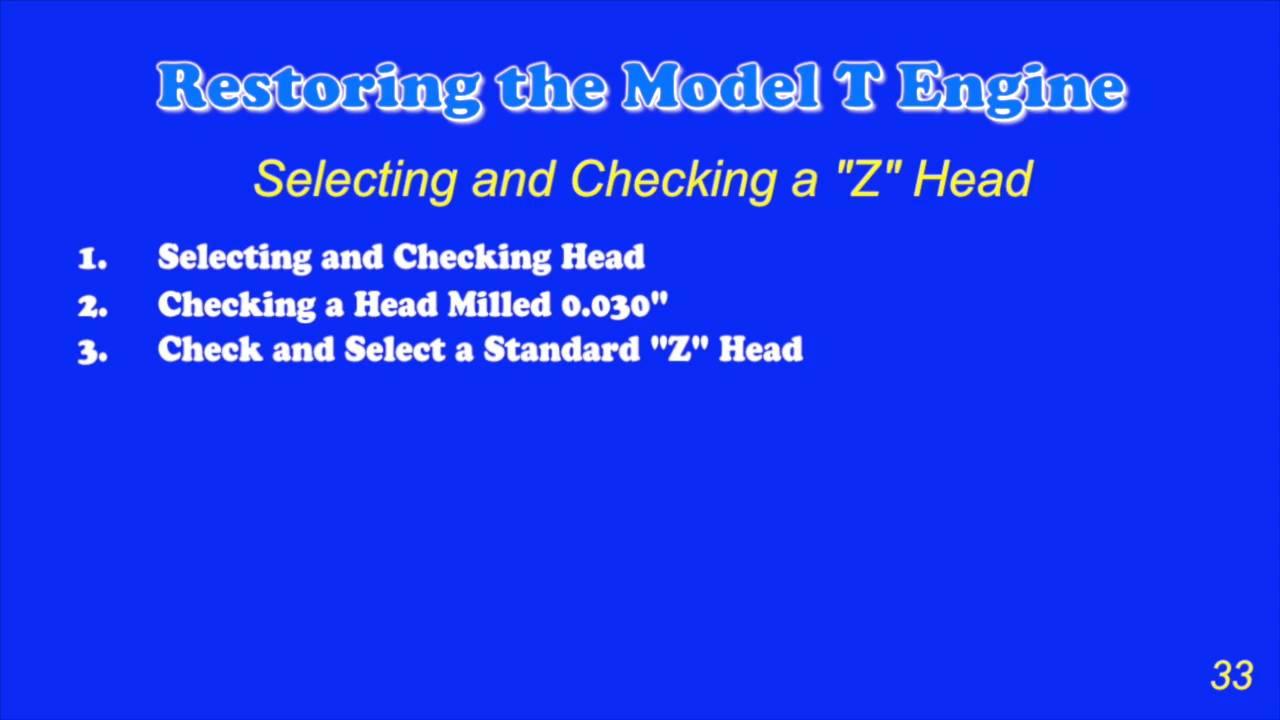 Restoring the Model T Engine
Selecting and Checking a "Z" Head
1. Selecting and Checking Head
2. Checking a Head Milled 0.030"
3. Check and Select a Standard "Z" Head
33